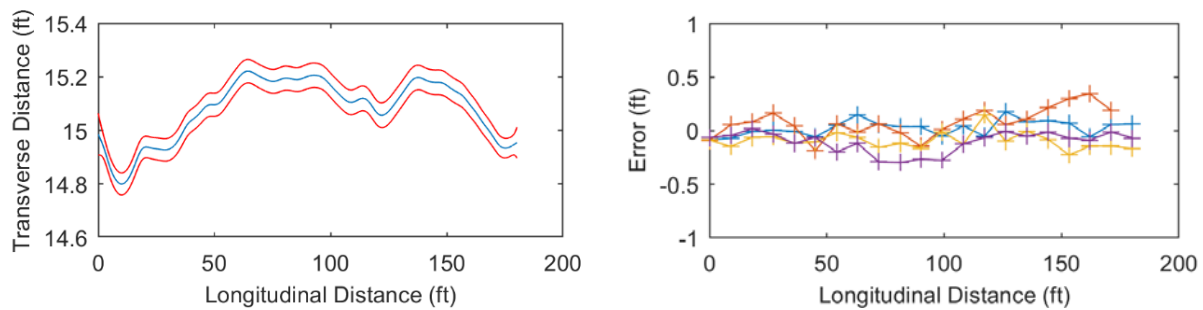 15.4
15.2
15
14.8
14.6
Transverse Distance (ft)
0 50 100 150 200
Longitudinal Distance (ft)
1
0.5
0
-0.5
-1
Error (ft)
0 50 100 150 200
Longitudinal Distance (ft)